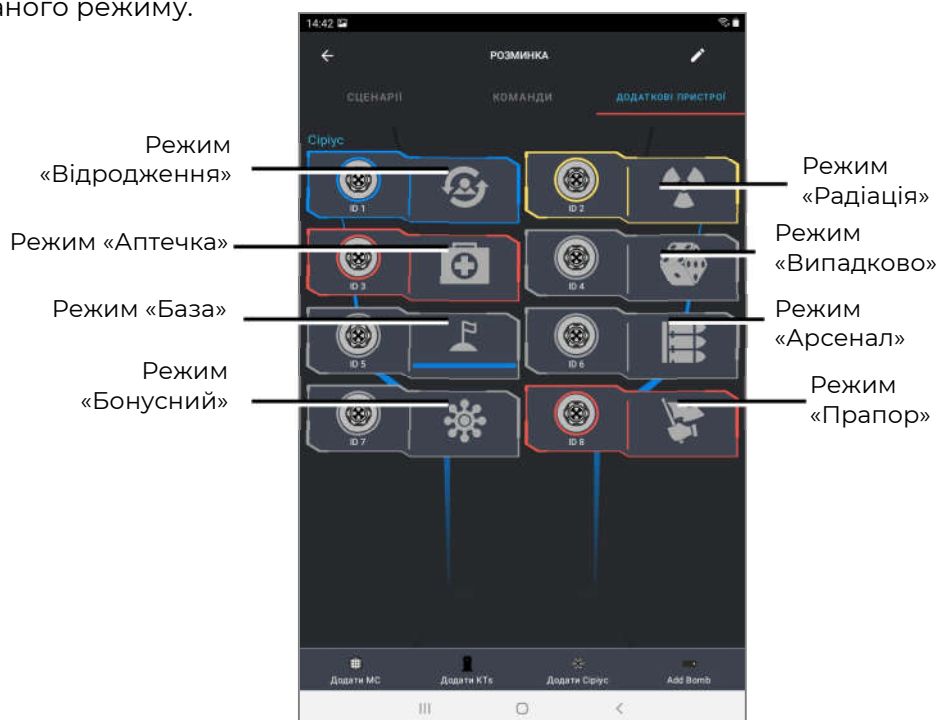 аного режиму.
14:42
РОЗМИНКА
СЦЕНАРІЇ КОМАНДИ ДОДАТКОВІ ПРИСТРОЇ
Сіріус
Режим
«Відродження»
ID 1
ID 2
Режим
«Радіація»
Режим «Аптечка»
ID 3
ID 4
Режим
«Випадково»
Режим «База»
ID 5
ID 6
Режим
«Арсенал»
Режим
«Бонусний»
ID 7
ID 8
Режим
«Прапор»
Додати МС Додати KTs Додати Сіріус Add Bomb